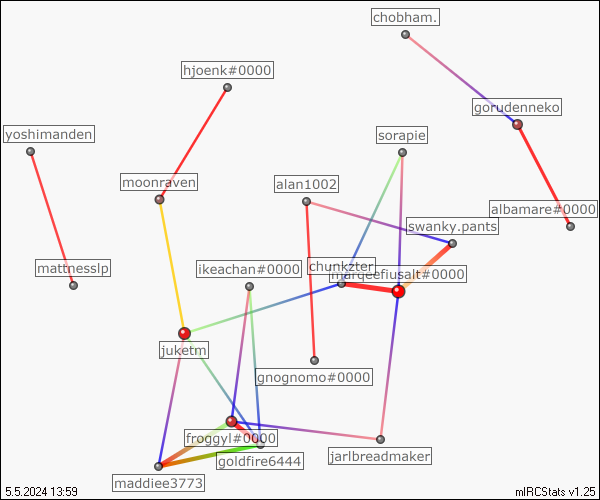 chobham.
hjoenk#0000
gorudenneko
yoshimanden
sorapie
moonraven
alan1002
albamare#0000
swanky.pants
mattnesslp
ikeachan#0000
chunkzter
marqeefiusalt#0000
juketm
gnognomo#0000
froggyl#0000
goldfire6444
jarlbreadmaker
maddiee3773
5.5.2024 13:59
mIRCStats v1.25